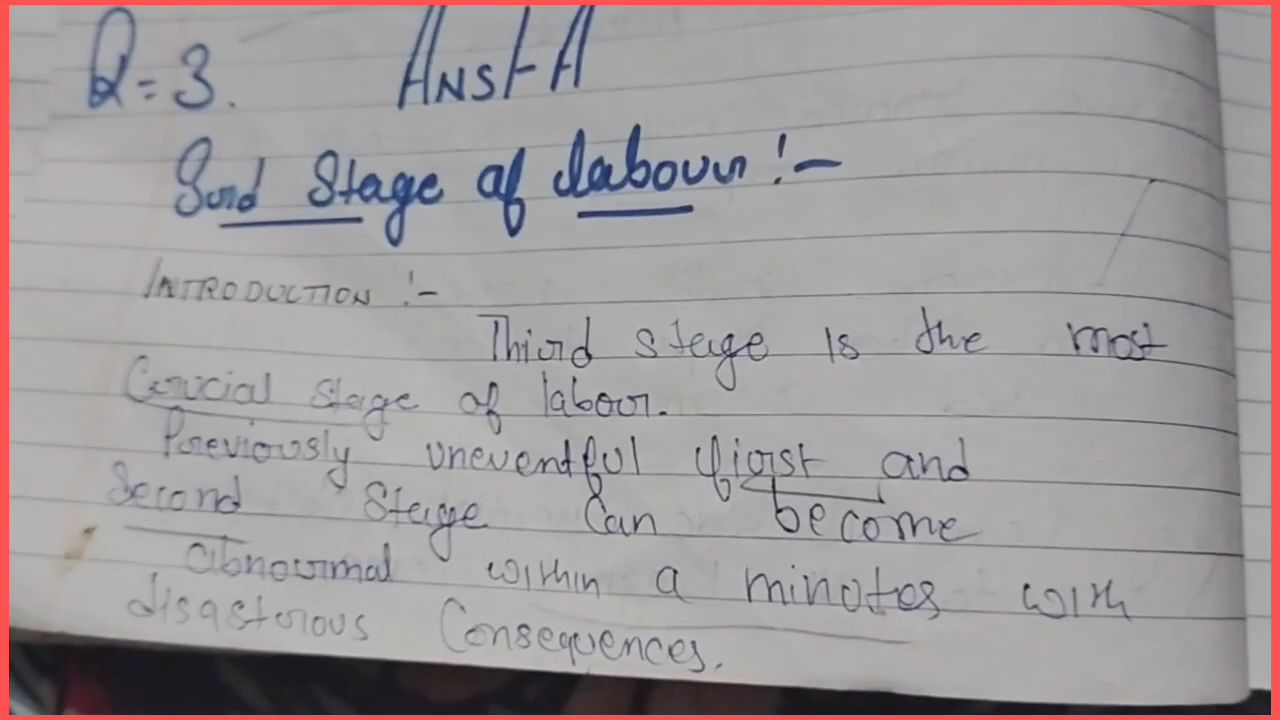 Q=3. Ans+A
3rd Stage of labour:-
INTRODUCTION :-
Third stage is the most
Crucial stage of labour.
Previously uneventful first and
Second stage can become
abnormal within a minutes with
disasterous Consequences.